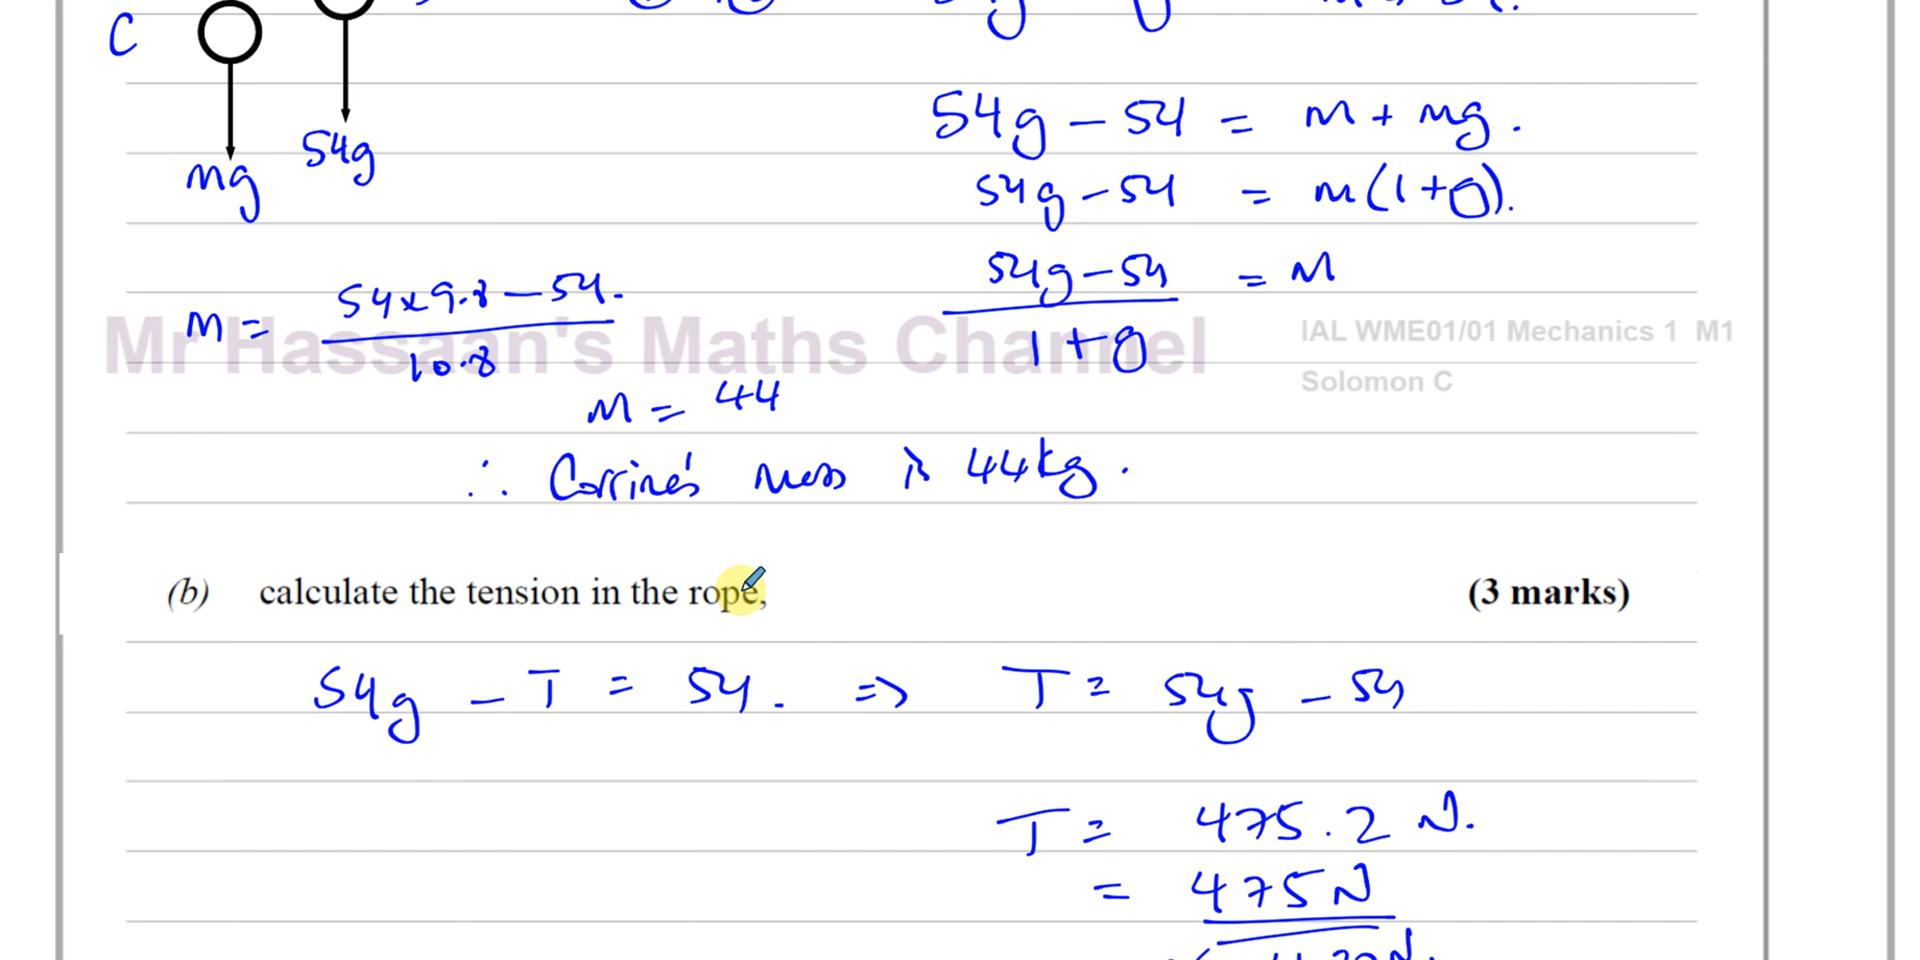 C
54g – 54 = m + mg.
mg 54g
54g – 54 = m(1+g).
54g – 54 / 1+g = M
M = 54x9.8 – 54. / 10.8
Mr Hassaan's Maths Channel
IAL WME01/01 Mechanics 1 M1
Solomon C
M = 44
∴ Corrine's mass is 44kg.
(b) calculate the tension in the rope, (3 marks)
54g – T = 54. => T = 54g – 54
T = 475.2 N.
= 475N